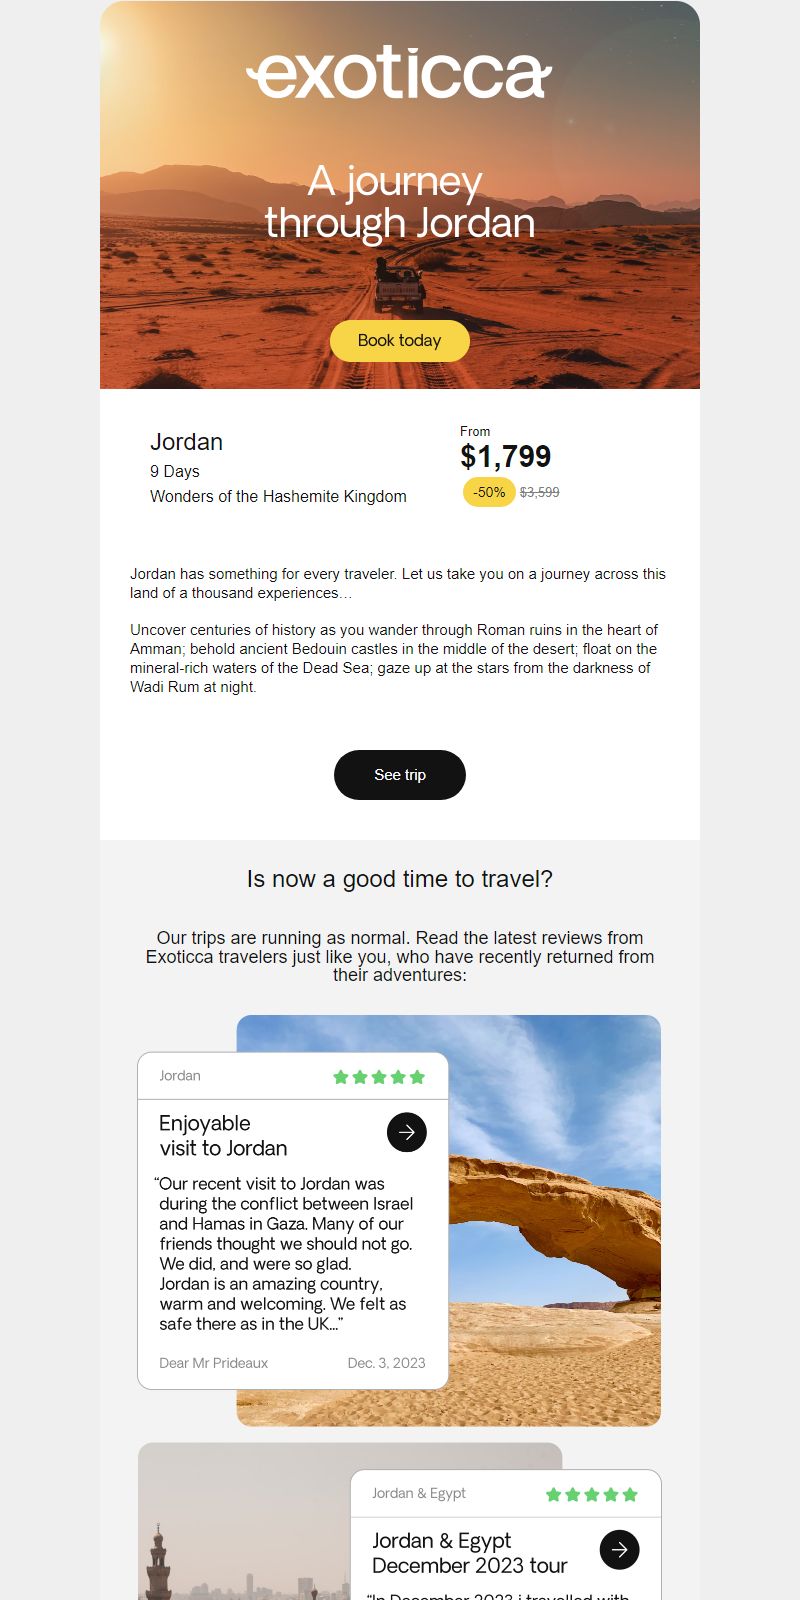 exoticca
A journey
through Jordan
Book today
Jordan
9 Days
Wonders of the Hashemite Kingdom
From
$1,799
-50% $3,599
Jordan has something for every traveler. Let us take you on a journey across this
land of a thousand experiences…
Uncover centuries of history as you wander through Roman ruins in the heart of
Amman; behold ancient Bedouin castles in the middle of the desert; float on the
mineral-rich waters of the Dead Sea; gaze up at the stars from the darkness of
Wadi Rum at night.
See trip
Is now a good time to travel?
Our trips are running as normal. Read the latest reviews from
Exoticca travelers just like you, who have recently returned from
their adventures:
Jordan
Enjoyable
visit to Jordan
“Our recent visit to Jordan was
during the conflict between Israel
and Hamas in Gaza. Many of our
friends thought we should not go.
We did, and were so glad.
Jordan is an amazing country,
warm and welcoming. We felt as
safe there as in the UK...”
Dear Mr Prideaux
Dec. 3, 2023
Jordan & Egypt
Jordan & Egypt
December 2023 tour
“In December 2023 i travelled with